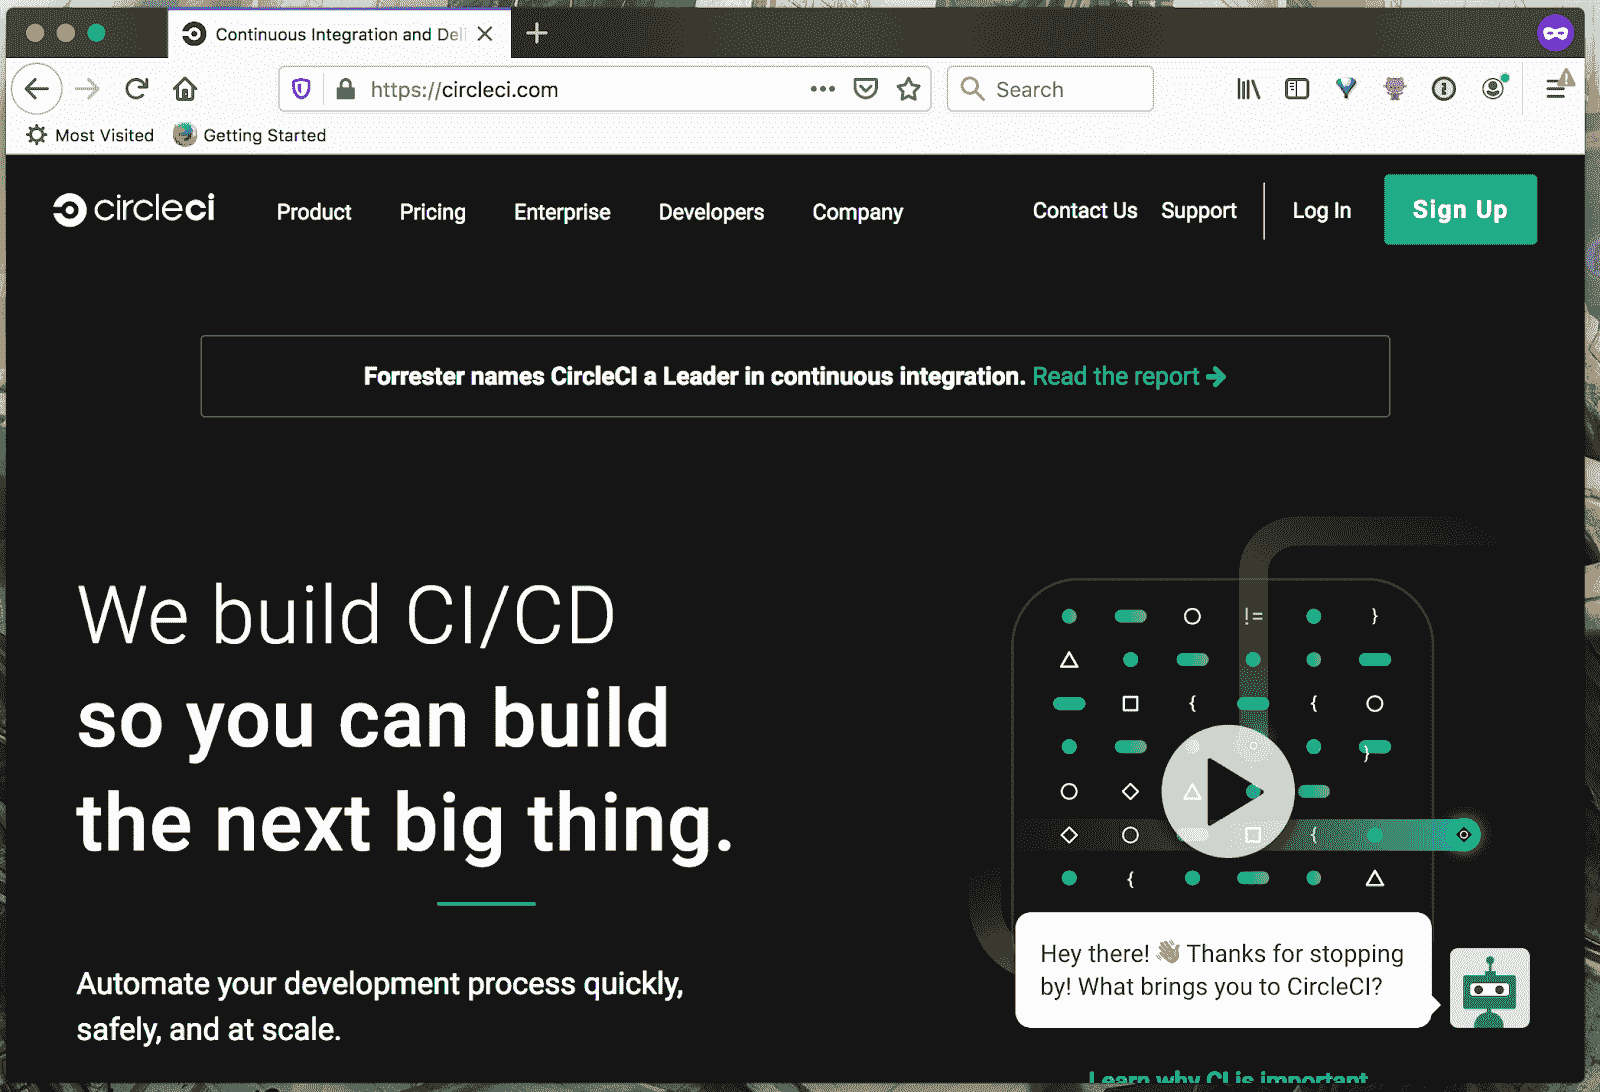 Continuous Integration and Deli
https://circleci.com
Search
Most Visited
Getting Started
circleci
Product
Pricing
Enterprise
Developers
Company
Contact Us
Support
Log In
Sign Up
Forrester names CircleCI a Leader in continuous integration. Read the report →
We build CI/CD
so you can build
the next big thing.
Automate your development process quickly,
safely, and at scale.
!=
}
{
{
}
{
{
Hey there! 👋 Thanks for stopping
by! What brings you to CircleCI?
Learn why CI is important